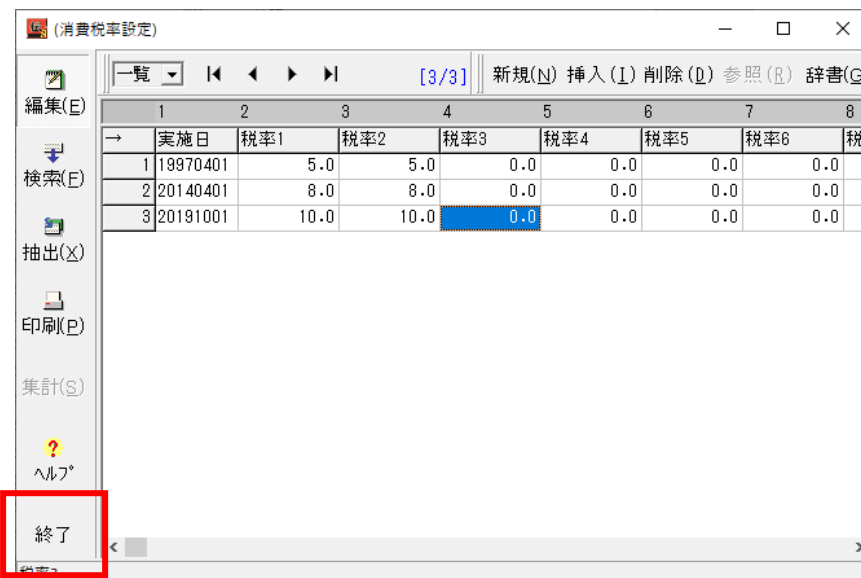 (消費税率設定)
一覧 [3/3] 新規(N) 挿入(I) 削除(D) 参照(R) 辞書(G
編集(E)
検索(F)
抽出(X)
印刷(P)
集計(S)
?
ﾍﾙﾌﾟ
終了
1 2 3 4 5 6 7 8
→ 実施日 税率1 税率2 税率3 税率4 税率5 税率6 税
1 19970401 5.0 5.0 0.0 0.0 0.0 0.0
2 20140401 8.0 8.0 0.0 0.0 0.0 0.0
3 20191001 10.0 10.0 0.0 0.0 0.0 0.0
税率3